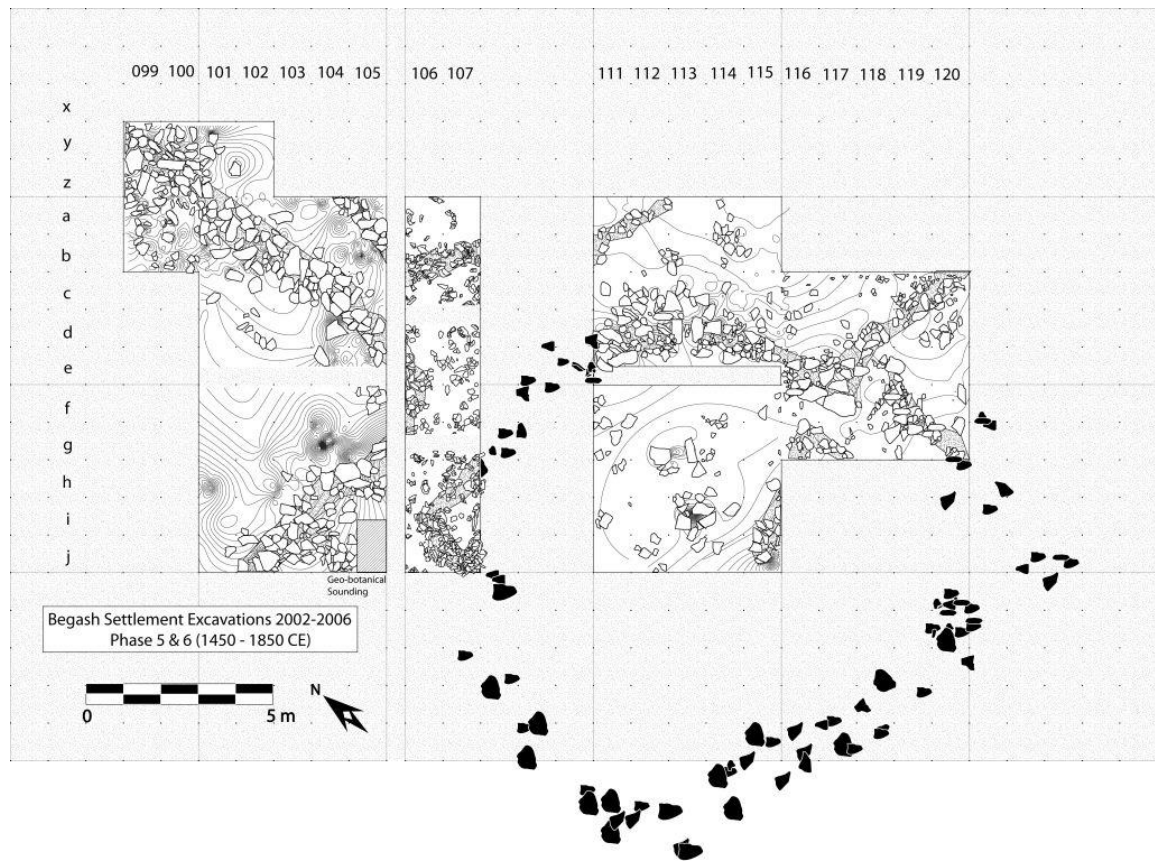 099 100 101 102 103 104 105 106 107 111 112 113 114 115 116 117 118 119 120
x
y
z
a
b
c
d
e
f
g
h
i
j
Geo-botanical
Sounding
Begash Settlement Excavations 2002-2006
Phase 5 & 6 (1450 - 1850 CE)
N
0 5 m